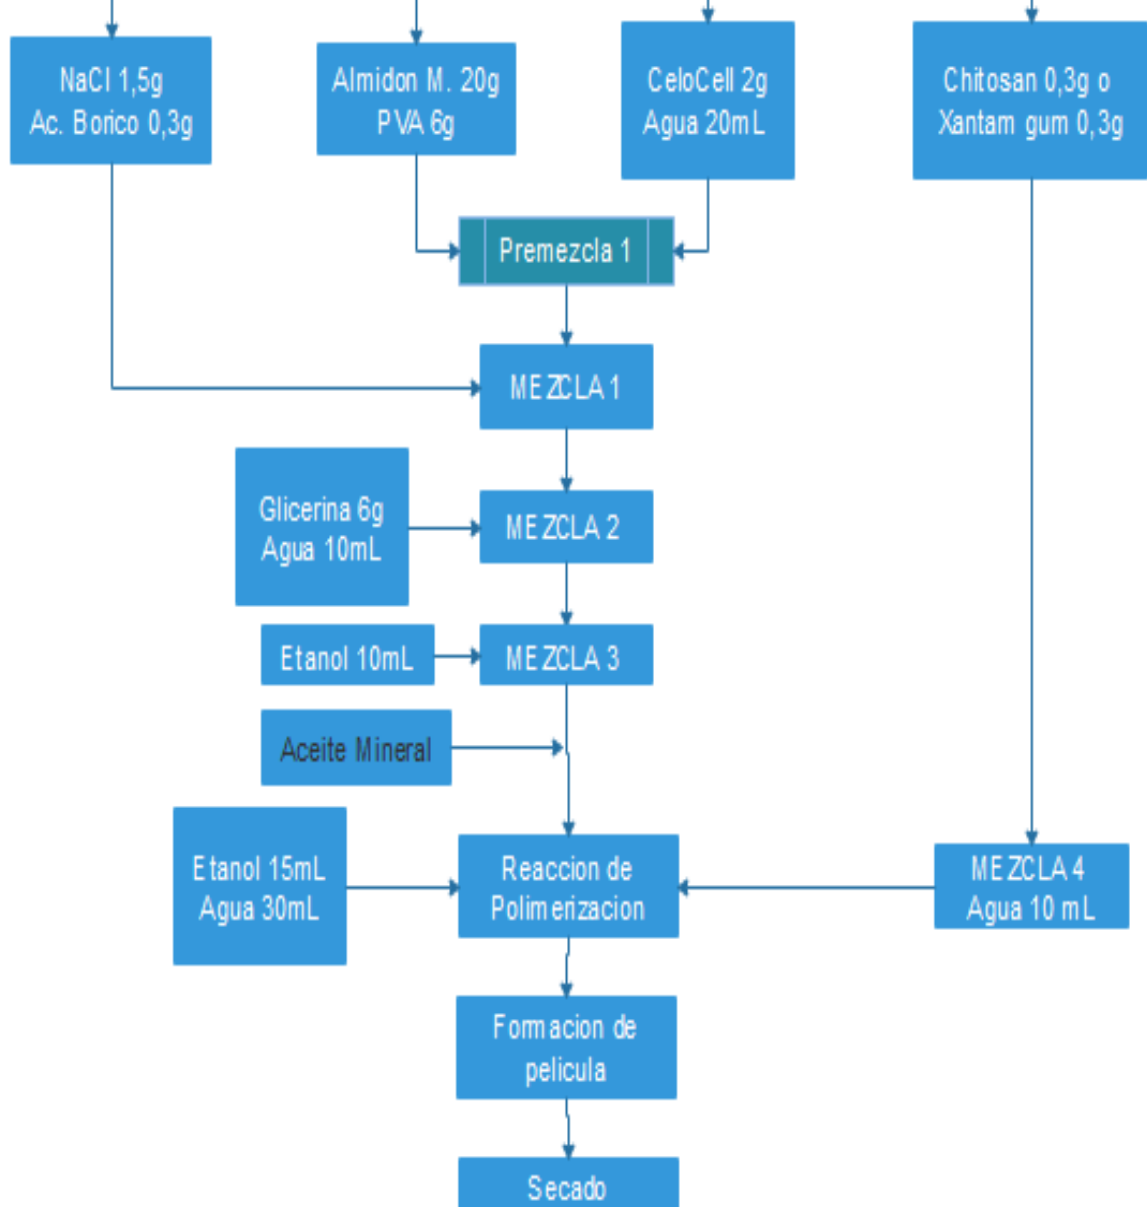 NaCl 1,5g
Ac. Borico 0,3g
Almidon M. 20g
PVA 6g
CeloCell 2g
Agua 20mL
Chitosan 0,3g o
Xantam gum 0,3g
Premezcla 1
MEZCLA 1
Glicerina 6g
Agua 10mL
MEZCLA 2
Etanol 10mL
MEZCLA 3
Aceite Mineral
Etanol 15mL
Agua 30mL
Reaccion de
Polimerizacion
MEZCLA 4
Agua 10 mL
Formacion de
pelicula
Secado